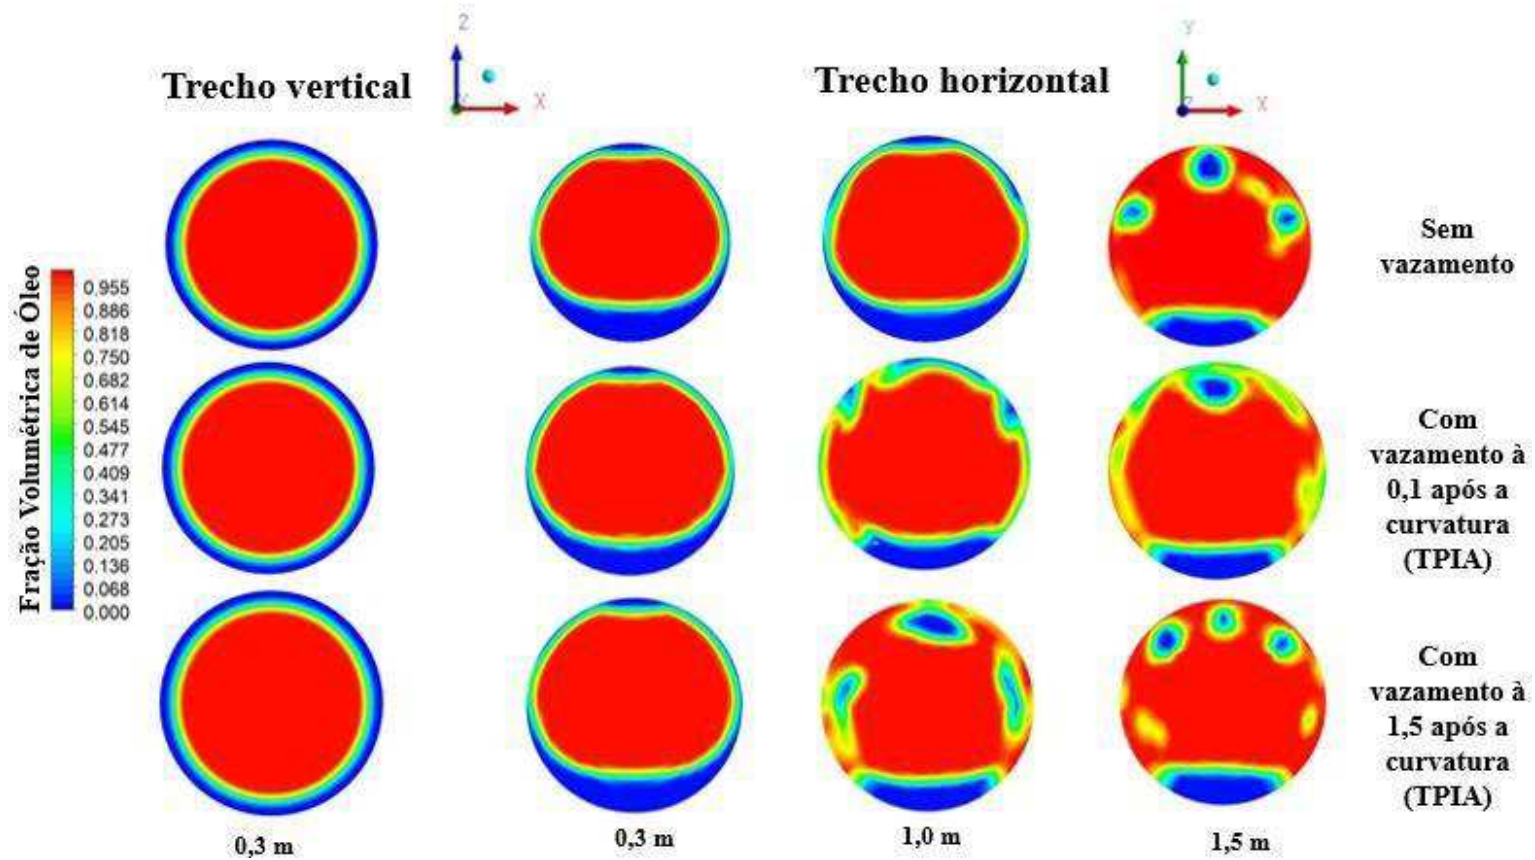 Z
Y
Trecho vertical
Trecho horizontal
X
X
Sem
vazamento
Fração Volumétrica de Óleo
0.955
0.886
0.818
0.750
0.682
0.614
0.545
0.477
0.409
0.341
0.273
0.205
0.136
0.068
0.000
Com
vazamento à
0,1 após a
curvatura
(TPIA)
Com
vazamento à
1,5 após a
curvatura
(TPIA)
0,3 m
0,3 m
1,0 m
1,5 m